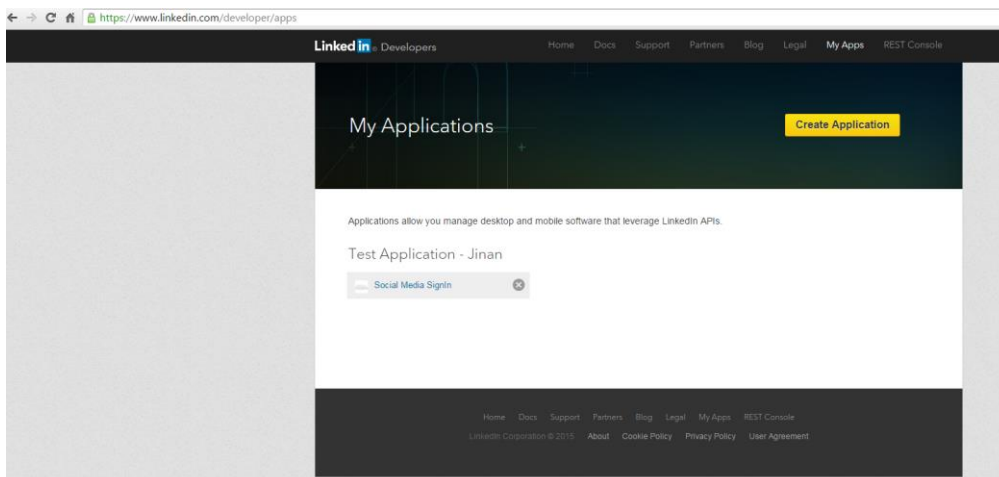 https://www.linkedin.com/developer/apps
Linked in Developers Home Docs Support Partners Blog Legal My Apps REST Console
My Applications
Create Application
Applications allow you manage desktop and mobile software that leverage LinkedIn APIs.
Test Application - Jinan
Social Media SignIn
Home Docs Support Partners Blog Legal My Apps REST Console
LinkedIn Corporation © 2015 About Cookie Policy Privacy Policy User Agreement